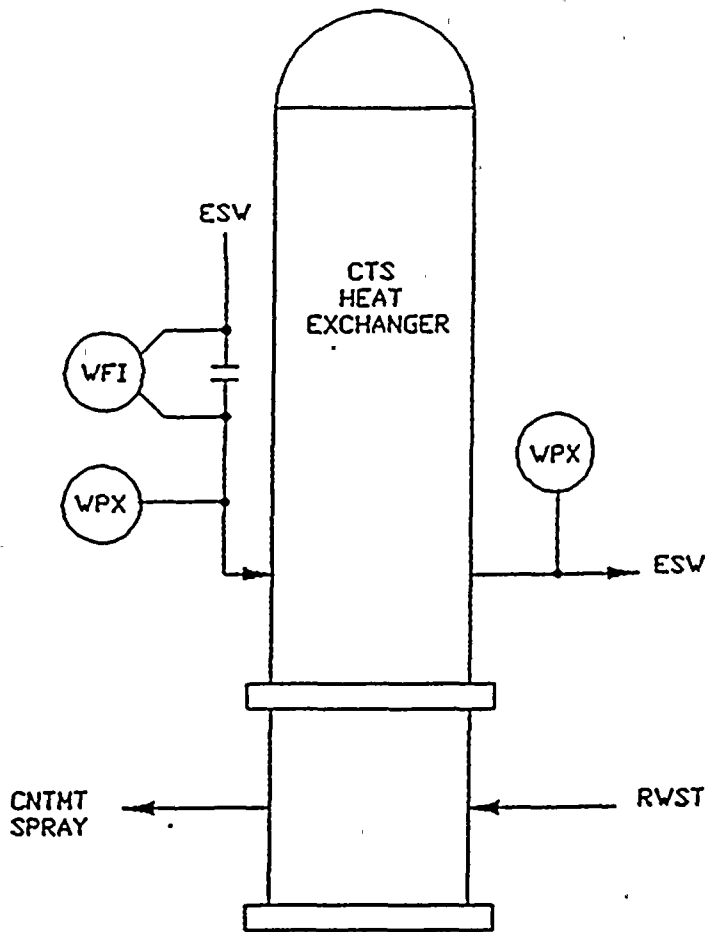 ESW
CTS
HEAT
EXCHANGER
WFI
WPX
WPX
ESW
CNTMT
SPRAY
RWST